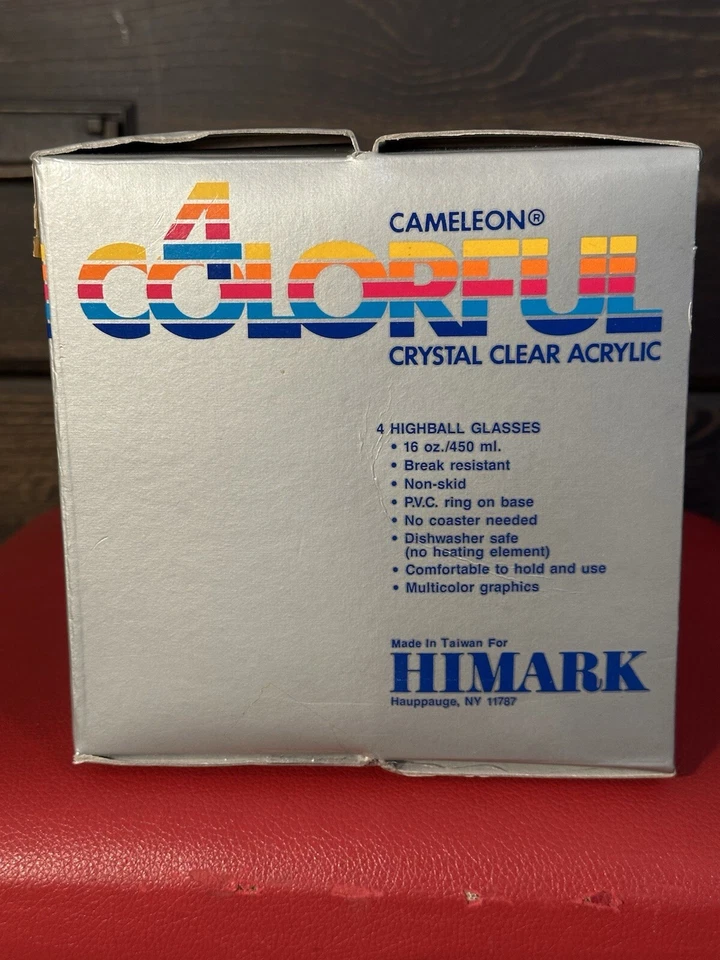 A
CAMELEON®
COLORFUL
CRYSTAL CLEAR ACRYLIC
4 HIGHBALL GLASSES
• 16 oz./450 ml.
• Break resistant
• Non-skid
• P.V.C. ring on base
• No coaster needed
• Dishwasher safe
(no heating element)
• Comfortable to hold and use
• Multicolor graphics
Made In Taiwan For
HIMARK
Hauppauge, NY 11787